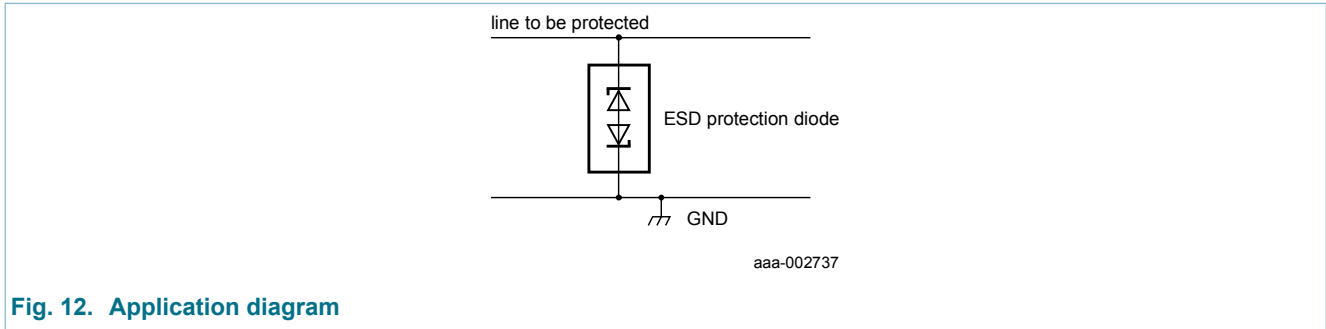 line to be protected
ESD protection diode
GND
aaa-002737
Fig. 12. Application diagram